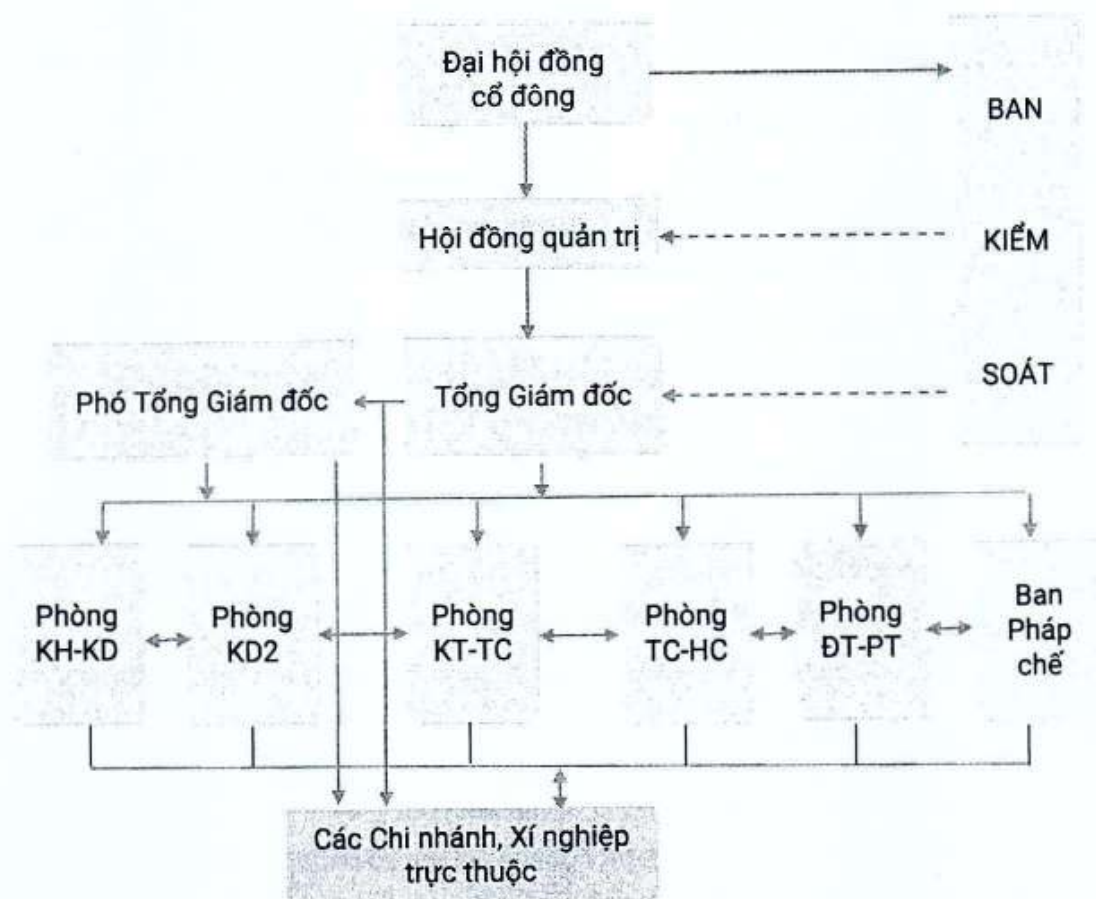 Đại hội đồng
cổ đông
BAN
Hội đồng quản trị
KIỂM
Phó Tổng Giám đốc
Tổng Giám đốc
SOÁT
Phòng
KH-KD
Phòng
KD2
Phòng
KT-TC
Phòng
TC-HC
Phòng
ĐT-PT
Ban
Pháp
chế
Các Chi nhánh, Xí nghiệp
trực thuộc